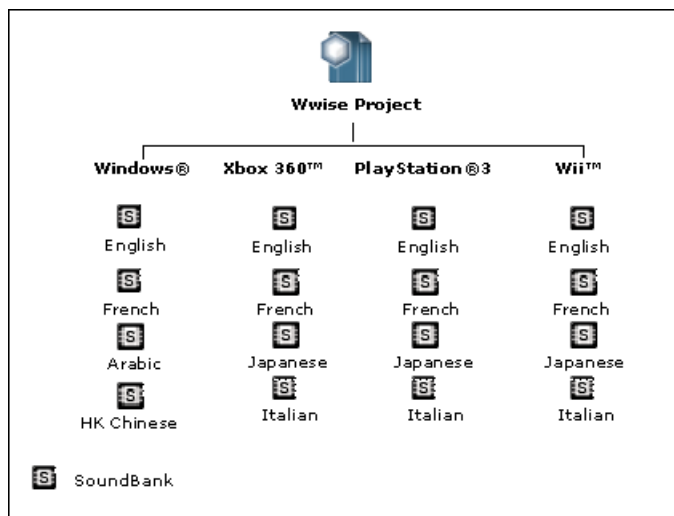 Wwise Project
Windows® Xbox 360™ PlayStation®3 Wii™
S S S S
English English English English
S S S S
French French French French
S S S S
Arabic Japanese Japanese Japanese
S S S S
HK Chinese Italian Italian Italian
S SoundBank